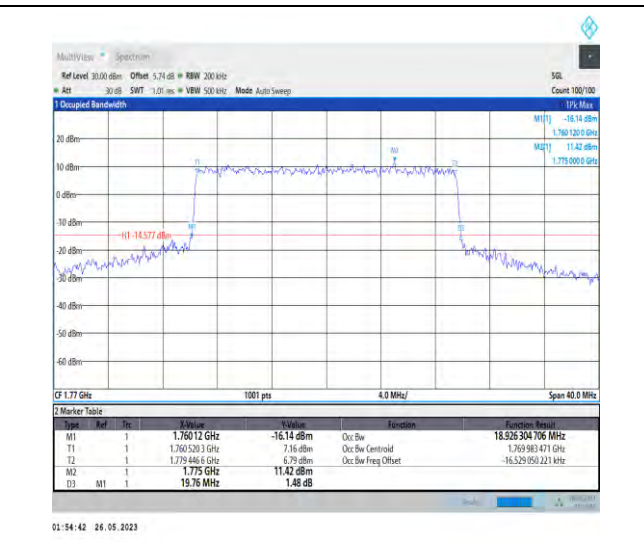 MultiView Spectrum
Ref Level 30.00 dBm Offset 5.74 dB RBW 200 kHz SGL
Att 30 dB SWT 1.01 ms VBW 500 kHz Mode Auto Sweep Count 100/100
1 Occupied Bandwidth 1Pk Max
M1[1] -16.14 dBm
1.760 120 0 GHz
M2[1] 11.42 dBm
1.775 000 0 GHz
20 dBm
M2
10 dBm
T1 T2
0 dBm
-10 dBm
M1 D3
H1 -14.577 dBm
-20 dBm
-30 dBm
-40 dBm
-50 dBm
-60 dBm
CF 1.77 GHz 1001 pts 4.0 MHz/ Span 40.0 MHz
2 Marker Table
Type Ref Trc X-Value Y-Value Function Function Result
M1 1 1.76012 GHz -16.14 dBm Occ Bw 18.926 304 706 MHz
T1 1 1.760 520 3 GHz 7.16 dBm Occ Bw Centroid 1.769 983 471 GHz
T2 1 1.779 446 6 GHz 6.79 dBm Occ Bw Freq Offset -16.529 050 221 kHz
M2 1 1.775 GHz 11.42 dBm
D3 M1 1 19.76 MHz 1.48 dB
01:54:42 26.05.2023